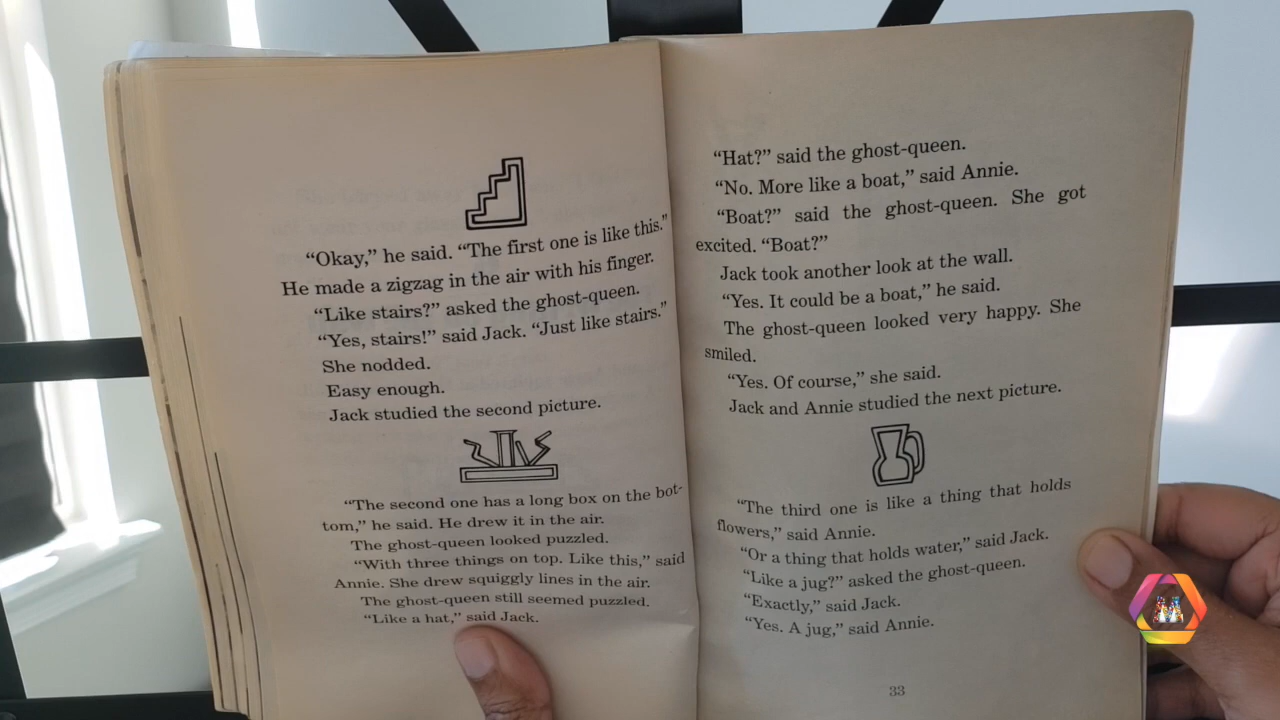 “Okay,” he said. “The first one is like this.”
He made a zigzag in the air with his finger.
“Like stairs?” asked the ghost-queen.
“Yes, stairs!” said Jack. “Just like stairs.”
She nodded.
Easy enough.
Jack studied the second picture.
“The second one has a long box on the bot-
tom,” he said. He drew it in the air.
The ghost-queen looked puzzled.
“With three things on top. Like this,” said
Annie. She drew squiggly lines in the air.
The ghost-queen still seemed puzzled.
“Like a hat,” said Jack.
“Hat?” said the ghost-queen.
“No. More like a boat,” said Annie.
“Boat?” said the ghost-queen. She got
excited. “Boat?”
Jack took another look at the wall.
“Yes. It could be a boat,” he said.
The ghost-queen looked very happy. She
smiled.
“Yes. Of course,” she said.
Jack and Annie studied the next picture.
“The third one is like a thing that holds
flowers,” said Annie.
“Or a thing that holds water,” said Jack.
“Like a jug?” asked the ghost-queen.
“Exactly,” said Jack.
“Yes. A jug,” said Annie.
33